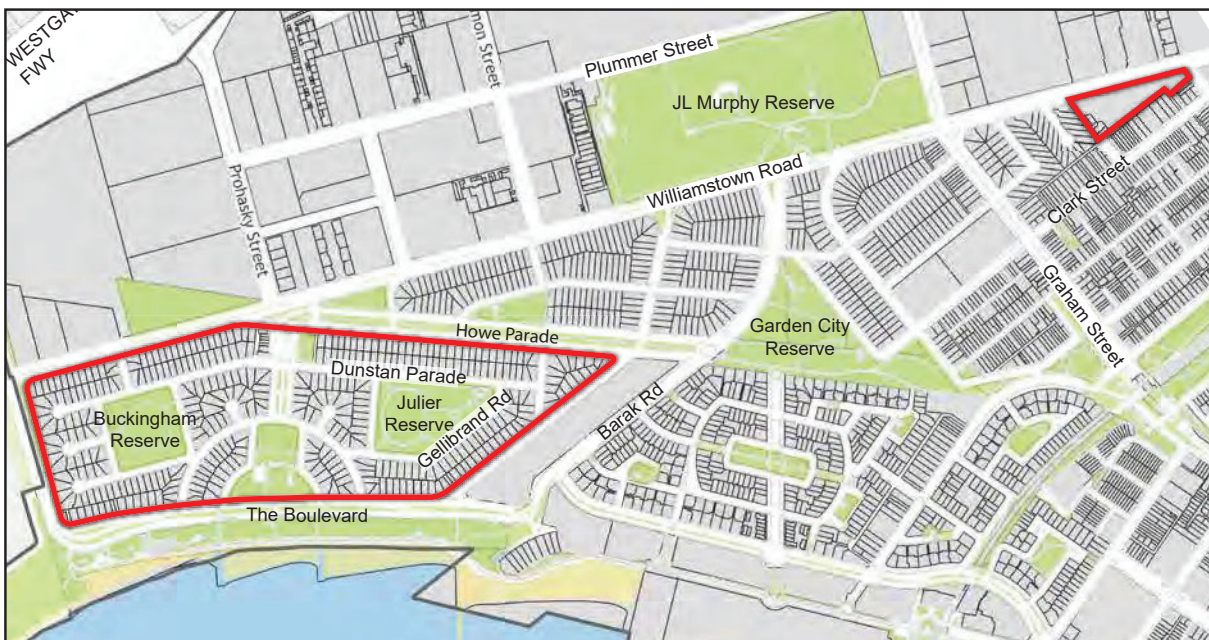 WESTGA
FWY
mon Street
Plummer Street
JL Murphy Reserve
Williamstown Road
Prohasky Street
Clark Street
Graham Street
Howe Parade
Garden City
Reserve
Dunstan Parade
Julier
Reserve
Buckingham
Reserve
Gellibrand Rd
Barak Rd
The Boulevard